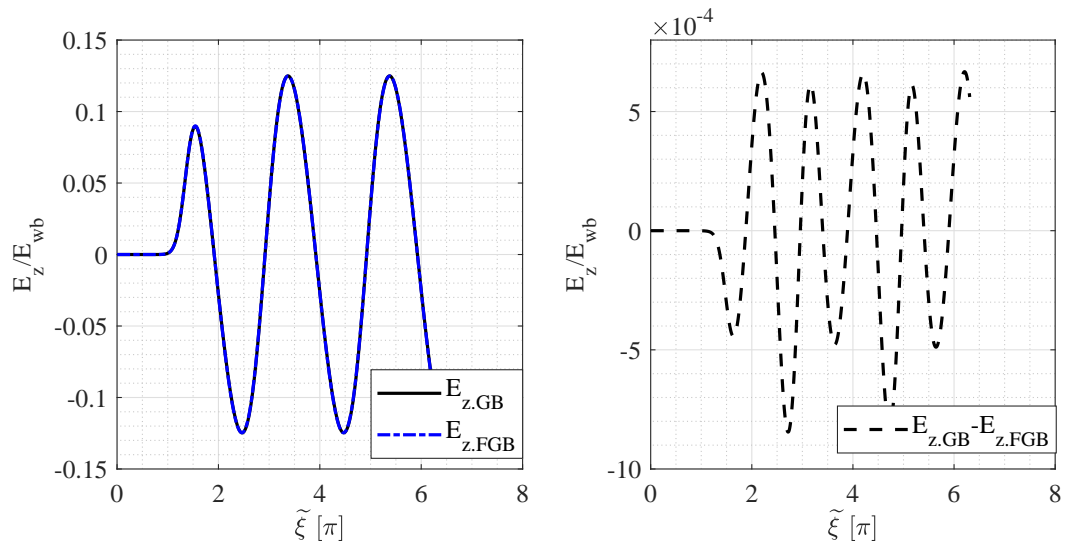 0.15
0.1
0.05
0
-0.05
-0.1
-0.15
E_z/E_wb
0 2 4 6 8
ξ̃ [π]
E_z.GB
E_z.FGB
×10^-4
5
0
-5
-10
E_z/E_wb
0 2 4 6 8
ξ̃ [π]
E_z.GB-E_z.FGB